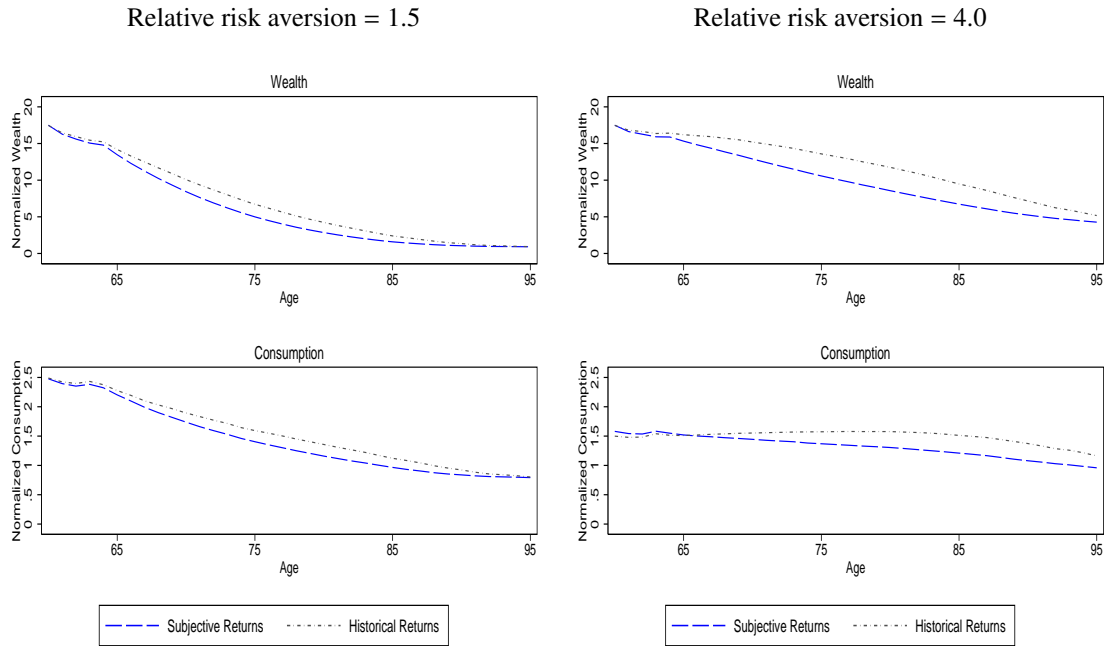 Relative risk aversion = 1.5
Relative risk aversion = 4.0
Wealth
Normalized Wealth
20
15
10
5
0
65 75 85 95
Age
Wealth
Normalized Wealth
20
15
10
5
0
65 75 85 95
Age
Consumption
Normalized Consumption
2.5
2
1.5
1
.5
0
65 75 85 95
Age
Consumption
Normalized Consumption
2.5
2
1.5
1
.5
0
65 75 85 95
Age
Subjective Returns Historical Returns
Subjective Returns Historical Returns